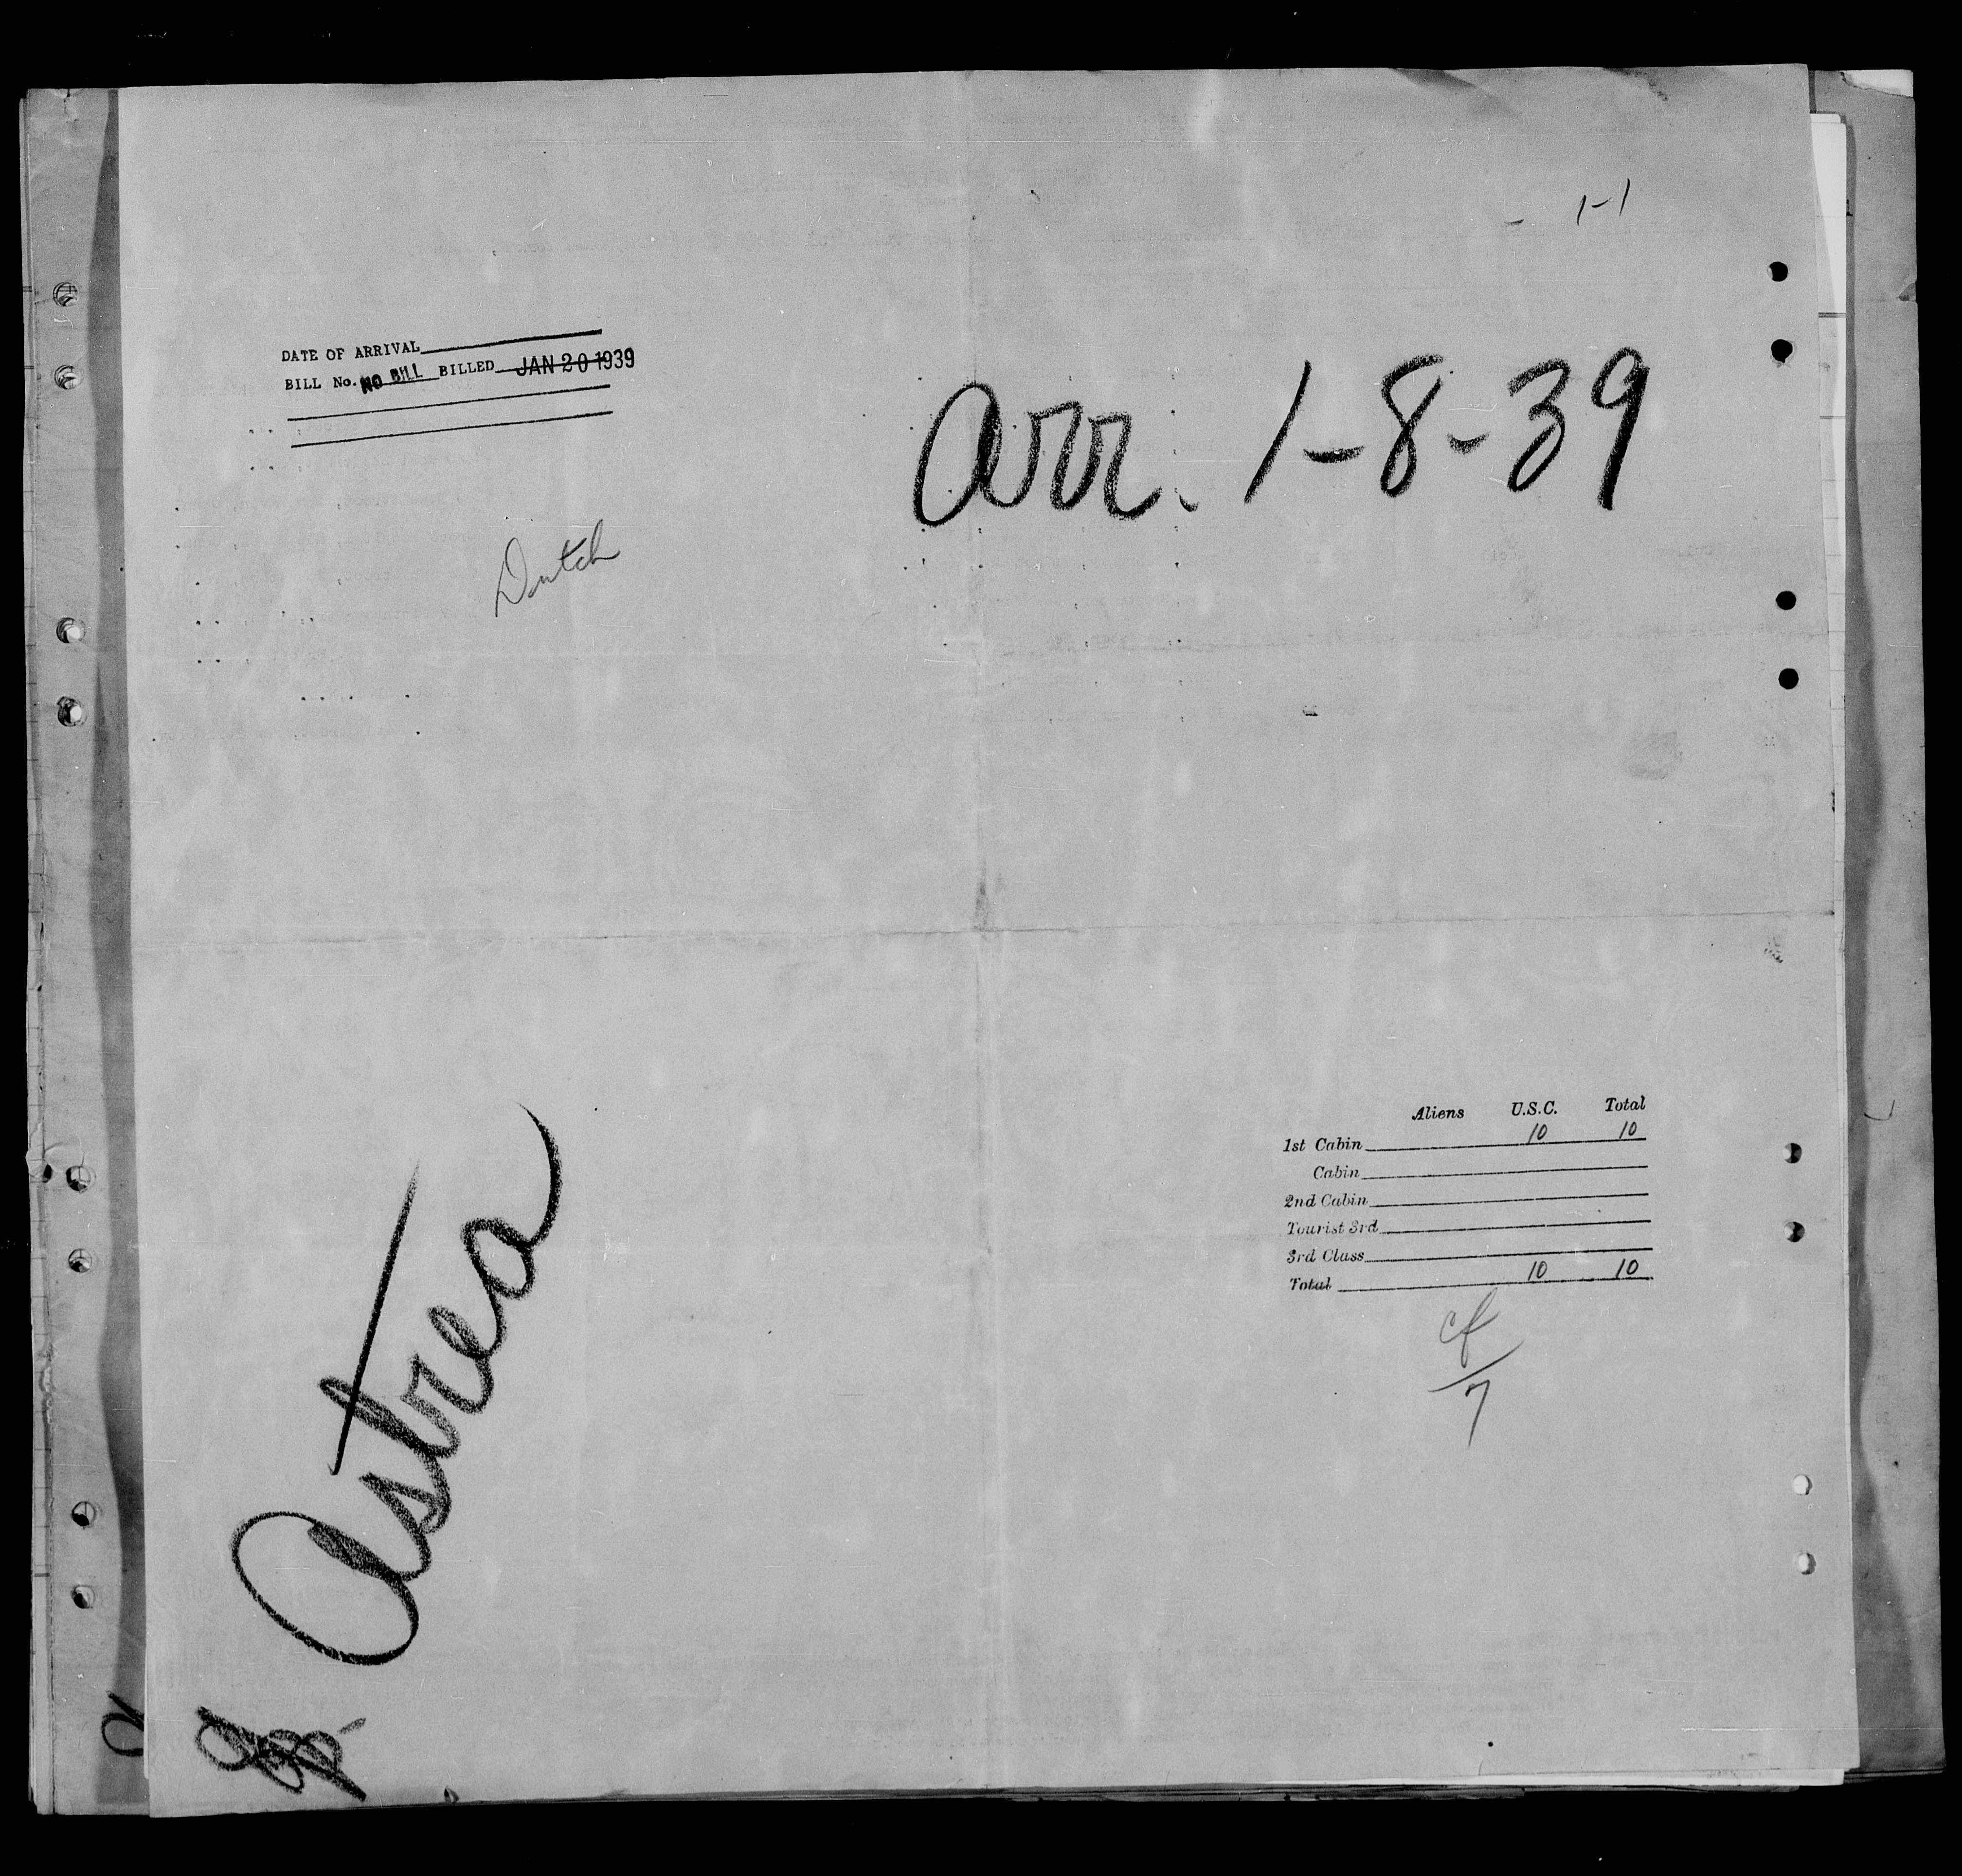 1-1
DATE OF ARRIVAL
BILL No. NO BILL BILLED JAN 20 1939
arr. 1-8-39
Dutch
Aliens U.S.C. Total
1st Cabin 10 10
Cabin
2nd Cabin
Tourist 3rd
3rd Class
Total 10 10
cf
7
Astrea